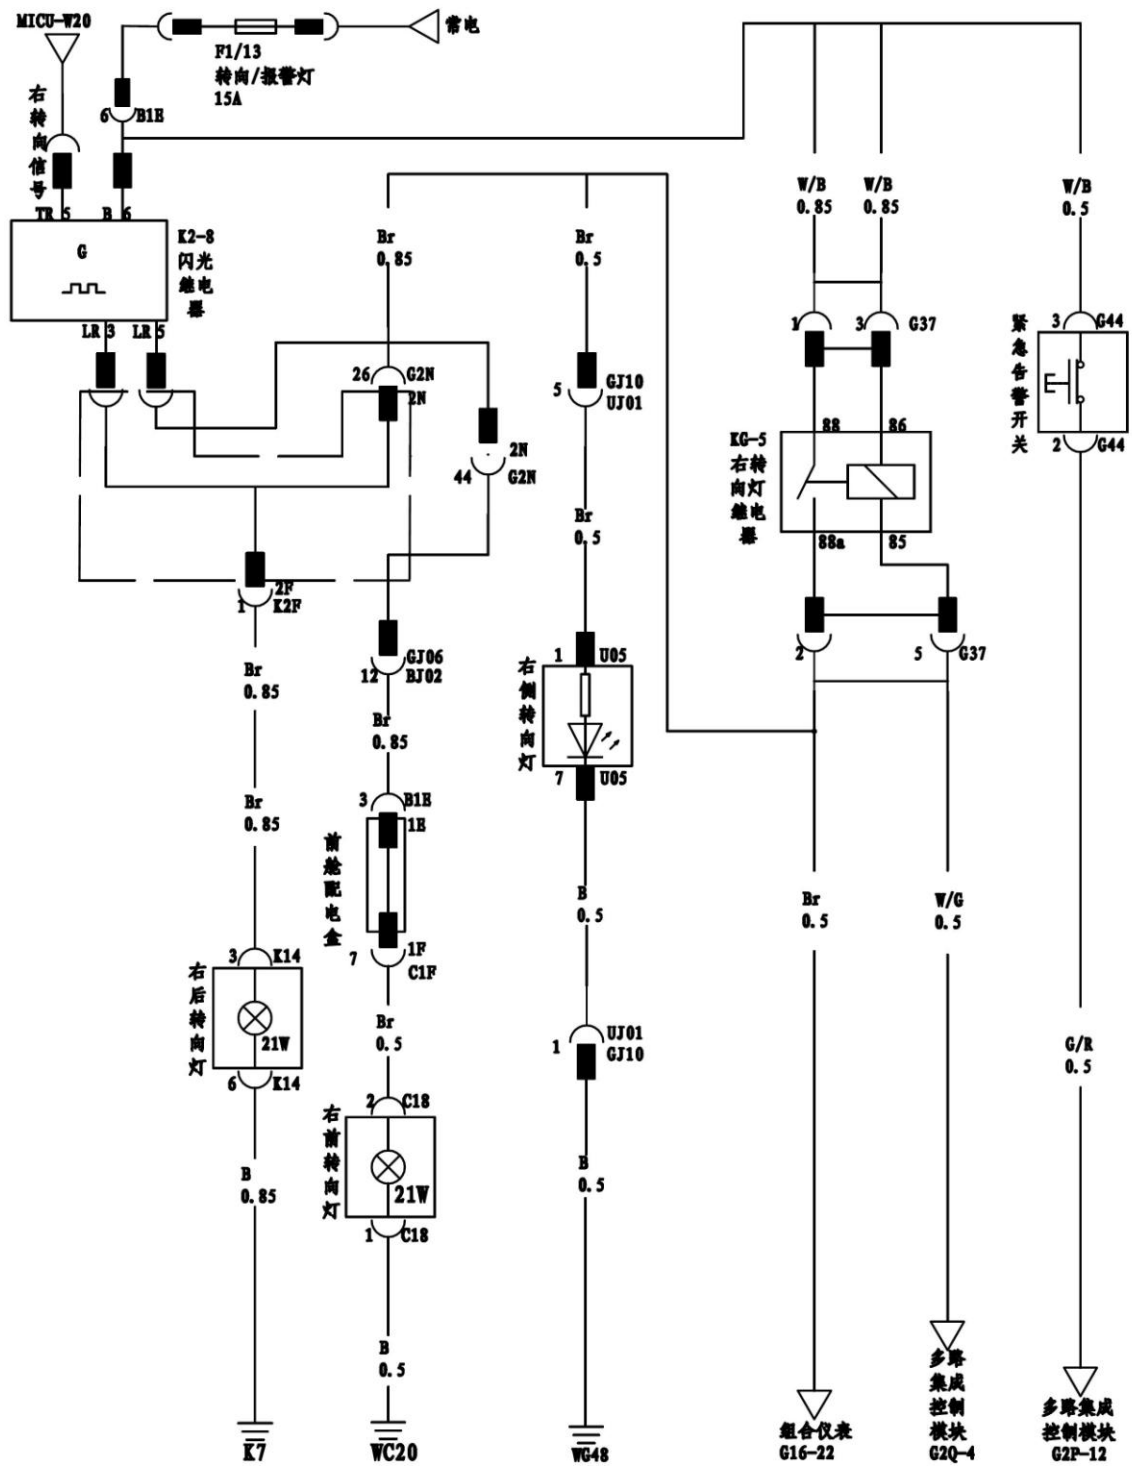 MICU-W20
常电
F1/13
转向/报警灯
15A
右转向信号
6 B1E
TR 5
B 6
G
K2-8
闪光
继电
器
LR 3
LR 5
Br
0.85
Br
0.5
W/B
0.85
W/B
0.85
W/B
0.5
26 G2N
2N
5 GJ10
UJ01
1
3 G37
紧急告警开关
3 G44
2 G44
2N
44 G2N
KG-5
右转
向灯
继电
器
88
86
88a
85
Br
0.5
2F
1 K2F
GJ06
12 BJ02
2
5 G37
Br
0.85
Br
0.85
右侧转向灯
1 U05
7 U05
Br
0.85
3 B1E
1E
前舱配电盒
1F
7 C1F
B
0.5
Br
0.5
W/G
0.5
右后转向灯
3 K14
21W
6 K14
Br
0.5
UJ01
1 GJ10
G/R
0.5
右前转向灯
2 C18
21W
1 C18
B
0.85
B
0.5
B
0.5
K7
WC20
WG48
组合仪表
G16-22
多路
集成
控制
模块
G2Q-4
多路集成
控制模块
G2P-12